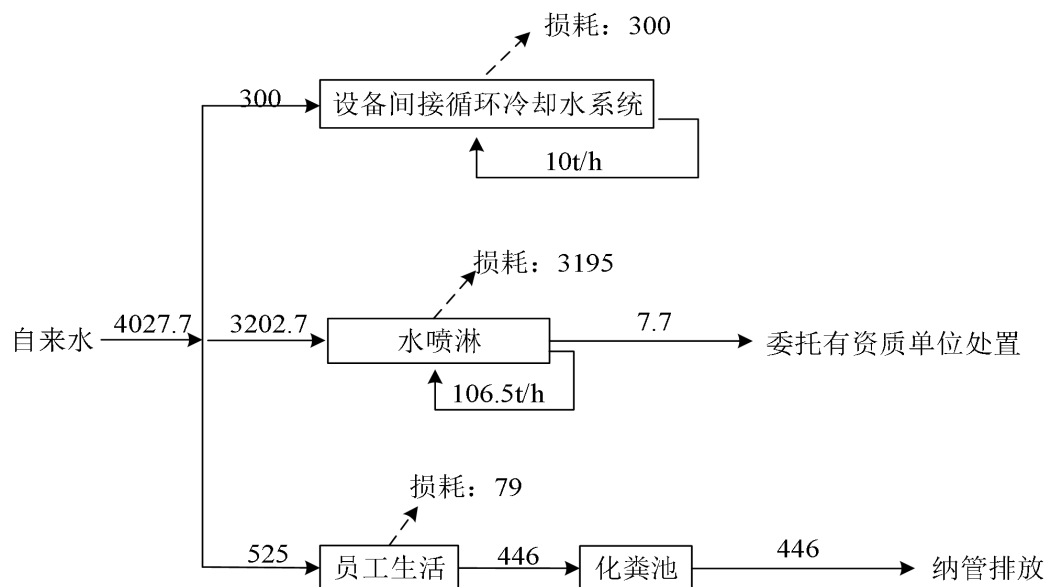 损耗：300
300
设备间接循环冷却水系统
10t/h
损耗：3195
自来水
4027.7
3202.7
水喷淋
7.7
委托有资质单位处置
106.5t/h
损耗：79
525
员工生活
446
化粪池
446
纳管排放